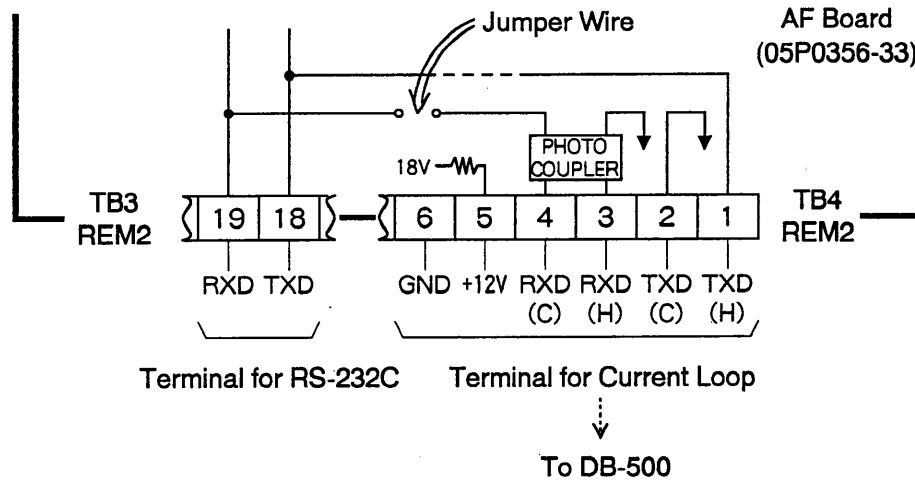 Jumper Wire
AF Board
(05P0356-33)
PHOTO
COUPLER
18V
TB3
REM2
19 18 6 5 4 3 2 1
TB4
REM2
RXD TXD GND +12V RXD RXD TXD TXD
(C) (H) (C) (H)
Terminal for RS-232C
Terminal for Current Loop
To DB-500